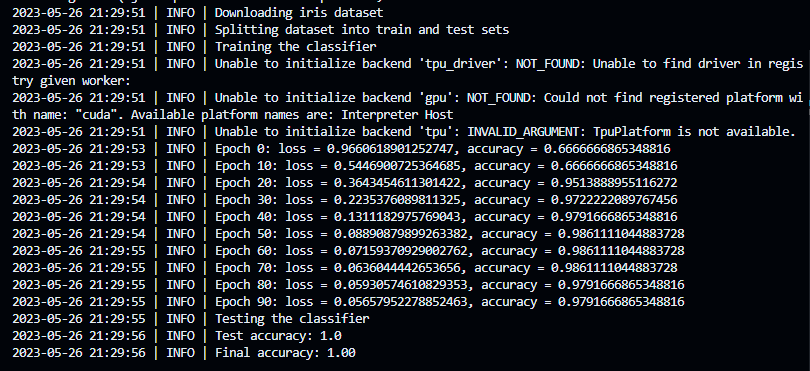 2023-05-26 21:29:51 | INFO | Downloading iris dataset
2023-05-26 21:29:51 | INFO | Splitting dataset into train and test sets
2023-05-26 21:29:51 | INFO | Training the classifier
2023-05-26 21:29:51 | INFO | Unable to initialize backend 'tpu_driver': NOT_FOUND: Unable to find driver in regis
try given worker:
2023-05-26 21:29:51 | INFO | Unable to initialize backend 'gpu': NOT_FOUND: Could not find registered platform wi
th name: "cuda". Available platform names are: Interpreter Host
2023-05-26 21:29:51 | INFO | Unable to initialize backend 'tpu': INVALID_ARGUMENT: TpuPlatform is not available.
2023-05-26 21:29:53 | INFO | Epoch 0: loss = 0.9660618901252747, accuracy = 0.6666666865348816
2023-05-26 21:29:53 | INFO | Epoch 10: loss = 0.5446900725364685, accuracy = 0.6666666865348816
2023-05-26 21:29:54 | INFO | Epoch 20: loss = 0.3643454611301422, accuracy = 0.9513888955116272
2023-05-26 21:29:54 | INFO | Epoch 30: loss = 0.2235376089811325, accuracy = 0.9722222089767456
2023-05-26 21:29:54 | INFO | Epoch 40: loss = 0.1311182975769043, accuracy = 0.9791666865348816
2023-05-26 21:29:54 | INFO | Epoch 50: loss = 0.08890879899263382, accuracy = 0.9861111044883728
2023-05-26 21:29:55 | INFO | Epoch 60: loss = 0.07159370929002762, accuracy = 0.9861111044883728
2023-05-26 21:29:55 | INFO | Epoch 70: loss = 0.0636044442653656, accuracy = 0.9861111044883728
2023-05-26 21:29:55 | INFO | Epoch 80: loss = 0.05930574610829353, accuracy = 0.9791666865348816
2023-05-26 21:29:55 | INFO | Epoch 90: loss = 0.05657952278852463, accuracy = 0.9791666865348816
2023-05-26 21:29:55 | INFO | Testing the classifier
2023-05-26 21:29:56 | INFO | Test accuracy: 1.0
2023-05-26 21:29:56 | INFO | Final accuracy: 1.00